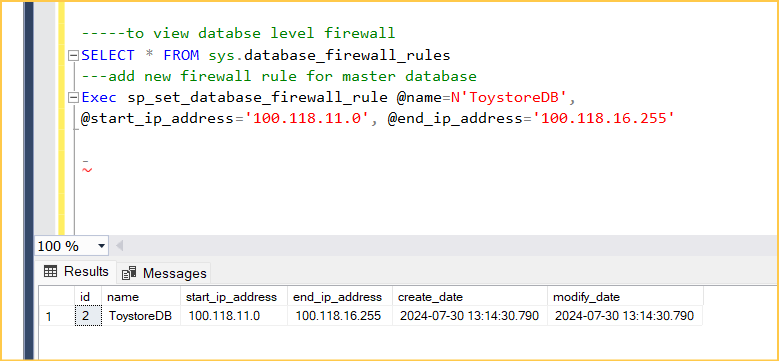 -----to view databse level firewall
SELECT * FROM sys.database_firewall_rules
---add new firewall rule for master database
Exec sp_set_database_firewall_rule @name=N'ToystoreDB',
@start_ip_address='100.118.11.0', @end_ip_address='100.118.16.255'
100 %
Results Messages
id name start_ip_address end_ip_address create_date modify_date
1 2 ToystoreDB 100.118.11.0 100.118.16.255 2024-07-30 13:14:30.790 2024-07-30 13:14:30.790